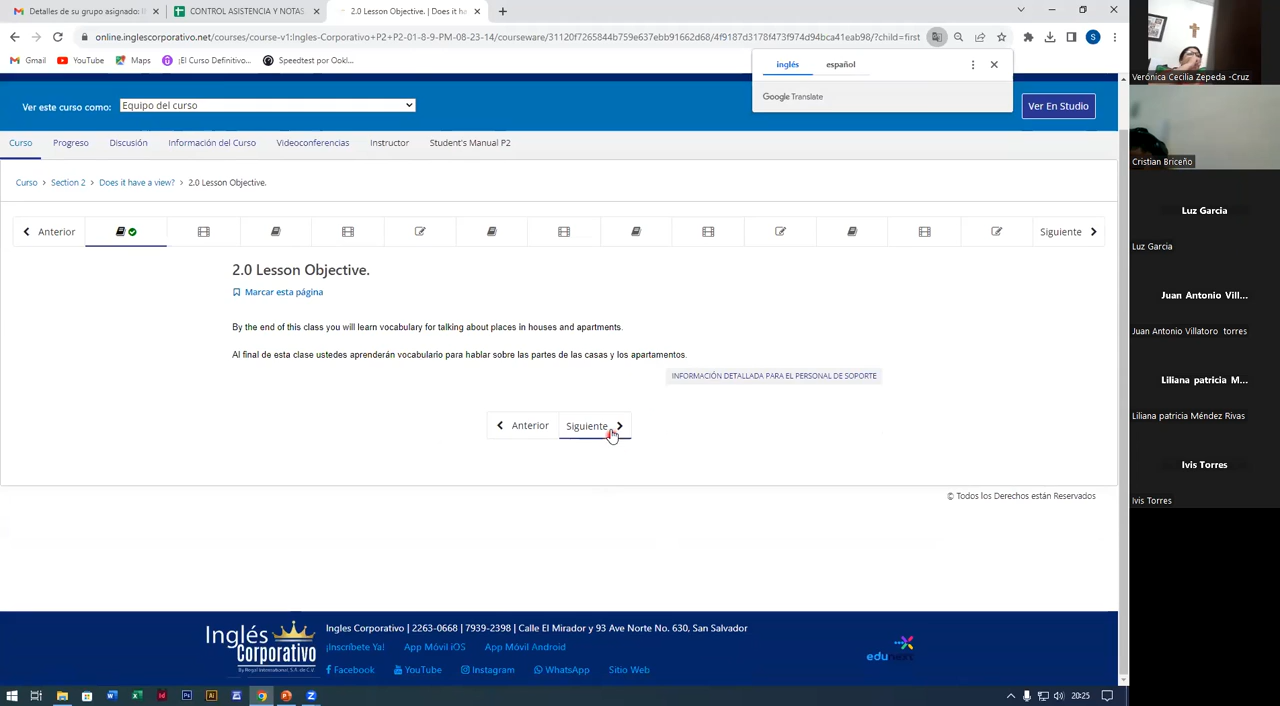 Detalles de su grupo asignado: I
CONTROL ASISTENCIA Y NOTAS
2.0 Lesson Objective. | Does it ha
online.inglescorporativo.net/courses/course-v1:Ingles-Corporativo+P2+P2-01-8-9-PM-08-23-14/courseware/31120f7265844b759e637ebb91662d68/4f9187d3178f473f974d94bca41eab98/?child=first
Gmail
YouTube
Maps
¡El Curso Definitivo...
Speedtest por Ookl...
inglés
español
Google Translate
Ver este curso como:
Equipo del curso
Ver En Studio
Curso
Progreso
Discusión
Información del Curso
Videoconferencias
Instructor
Student's Manual P2
Curso > Section 2 > Does it have a view? > 2.0 Lesson Objective.
Anterior
Siguiente
2.0 Lesson Objective.
Marcar esta página
By the end of this class you will learn vocabulary for talking about places in houses and apartments.
Al final de esta clase ustedes aprenderán vocabulario para hablar sobre las partes de las casas y los apartamentos.
INFORMACIÓN DETALLADA PARA EL PERSONAL DE SOPORTE
Anterior
Siguiente
© Todos los Derechos están Reservados
Inglés
Corporativo
Ingles Corporativo | 2263-0668 | 7939-2398 | Calle El Mirador y 93 Ave Norte No. 630, San Salvador
¡Inscríbete Ya!
App Móvil iOS
App Móvil Android
Facebook
YouTube
Instagram
WhatsApp
Sitio Web
20:25
Verónica Cecilia Zepeda -Cruz
Cristian Briceño
Luz Garcia
Luz Garcia
Juan Antonio Vill...
Juan Antonio Villatoro torres
Liliana patricia M...
Liliana patricia Méndez Rivas
Ivis Torres
Ivis Torres